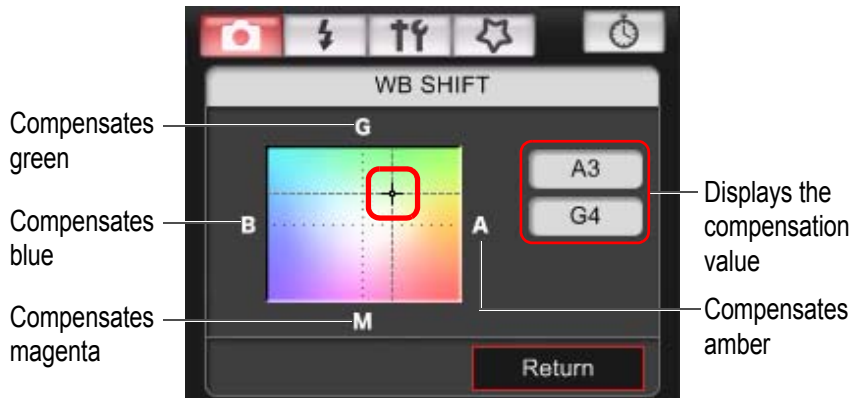 WB SHIFT
Compensates
green
G
A3
G4
Displays the
compensation
value
Compensates
blue
B
A
Compensates
magenta
M
Compensates
amber
Return